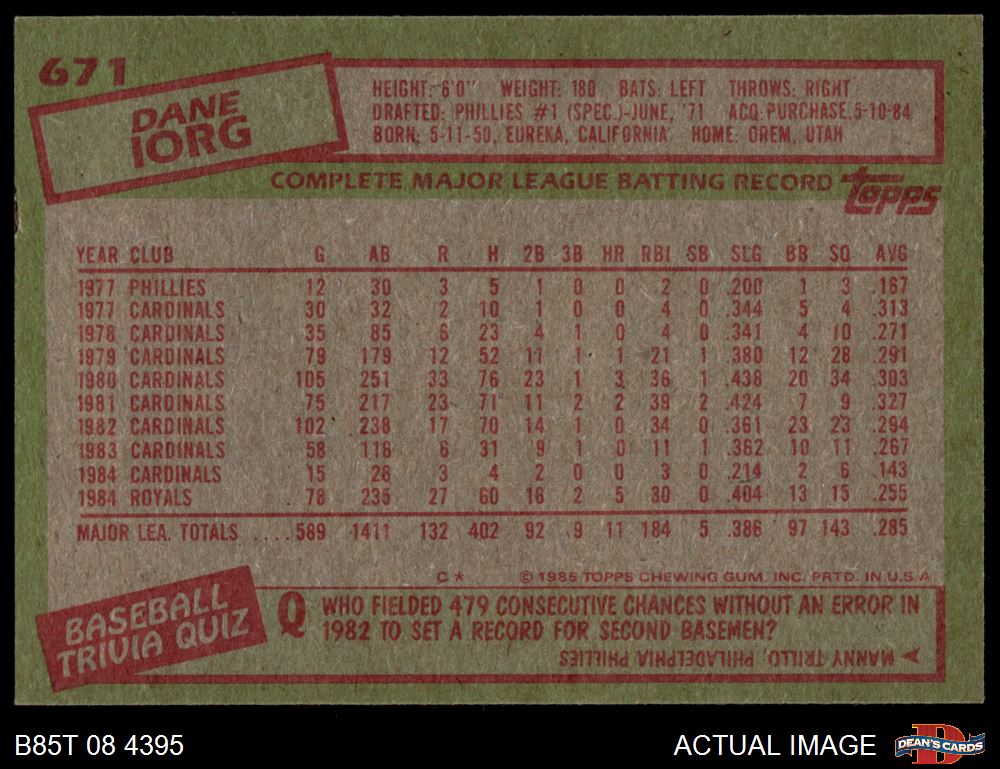 671
DANE
IORG
HEIGHT: 6'0" WEIGHT: 180 BATS: LEFT THROWS: RIGHT
DRAFTED: PHILLIES #1 (SPEC.)-JUNE, '71 ACQ: PURCHASE, 5-10-84
BORN: 5-11-50, EUREKA, CALIFORNIA HOME: OREM, UTAH
COMPLETE MAJOR LEAGUE BATTING RECORD
topps
YEAR CLUB G AB R H 2B 3B HR RBI SB SLG BB SO AVG
1977 PHILLIES 12 30 3 5 1 0 0 2 0 .200 1 3 .167
1977 CARDINALS 30 32 2 10 1 0 0 4 0 .344 5 4 .313
1978 CARDINALS 35 85 6 23 4 1 0 4 0 .341 4 10 .271
1979 CARDINALS 79 179 12 52 11 1 1 21 1 .380 12 28 .291
1980 CARDINALS 105 251 33 76 23 1 3 36 1 .438 20 34 .303
1981 CARDINALS 75 217 23 71 11 2 2 39 2 .424 7 9 .327
1982 CARDINALS 102 238 17 70 14 1 0 34 0 .361 23 23 .294
1983 CARDINALS 58 116 6 31 9 1 0 11 1 .362 10 11 .267
1984 CARDINALS 15 28 3 4 2 0 0 3 0 .214 2 6 .143
1984 ROYALS 78 235 27 60 16 2 5 30 0 .404 13 15 .255
MAJOR LEA. TOTALS ....589 1411 132 402 92 9 11 184 5 .386 97 143 .285
C* © 1985 TOPPS CHEWING GUM, INC. PRTD. IN U.S.A.
BASEBALL
TRIVIA QUIZ
Q WHO FIELDED 479 CONSECUTIVE CHANCES WITHOUT AN ERROR IN
1982 TO SET A RECORD FOR SECOND BASEMEN?
MANNY TRILLO, PHILADELPHIA PHILLIES
B85T 08 4395
ACTUAL IMAGE
DEAN'S CARDS